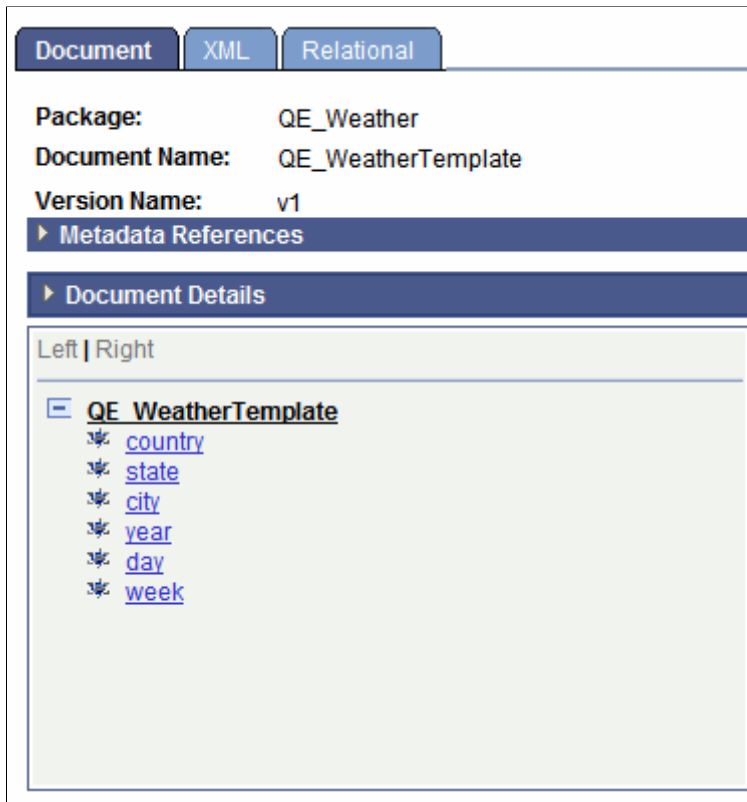 Document XML Relational
Package: QE_Weather
Document Name: QE_WeatherTemplate
Version Name: v1
Metadata References
Document Details
Left | Right
QE_WeatherTemplate
country
state
city
year
day
week